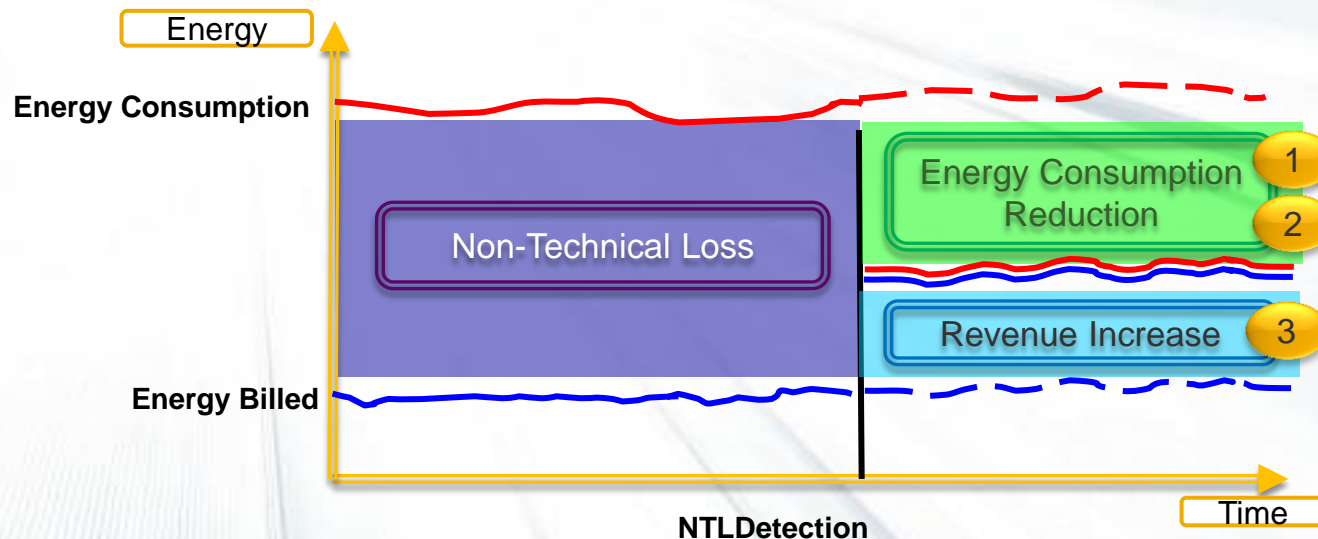 Energy
Energy Consumption
Energy Consumption
Reduction
1
2
Non-Technical Loss
Revenue Increase
3
Energy Billed
Time
NTLDetection